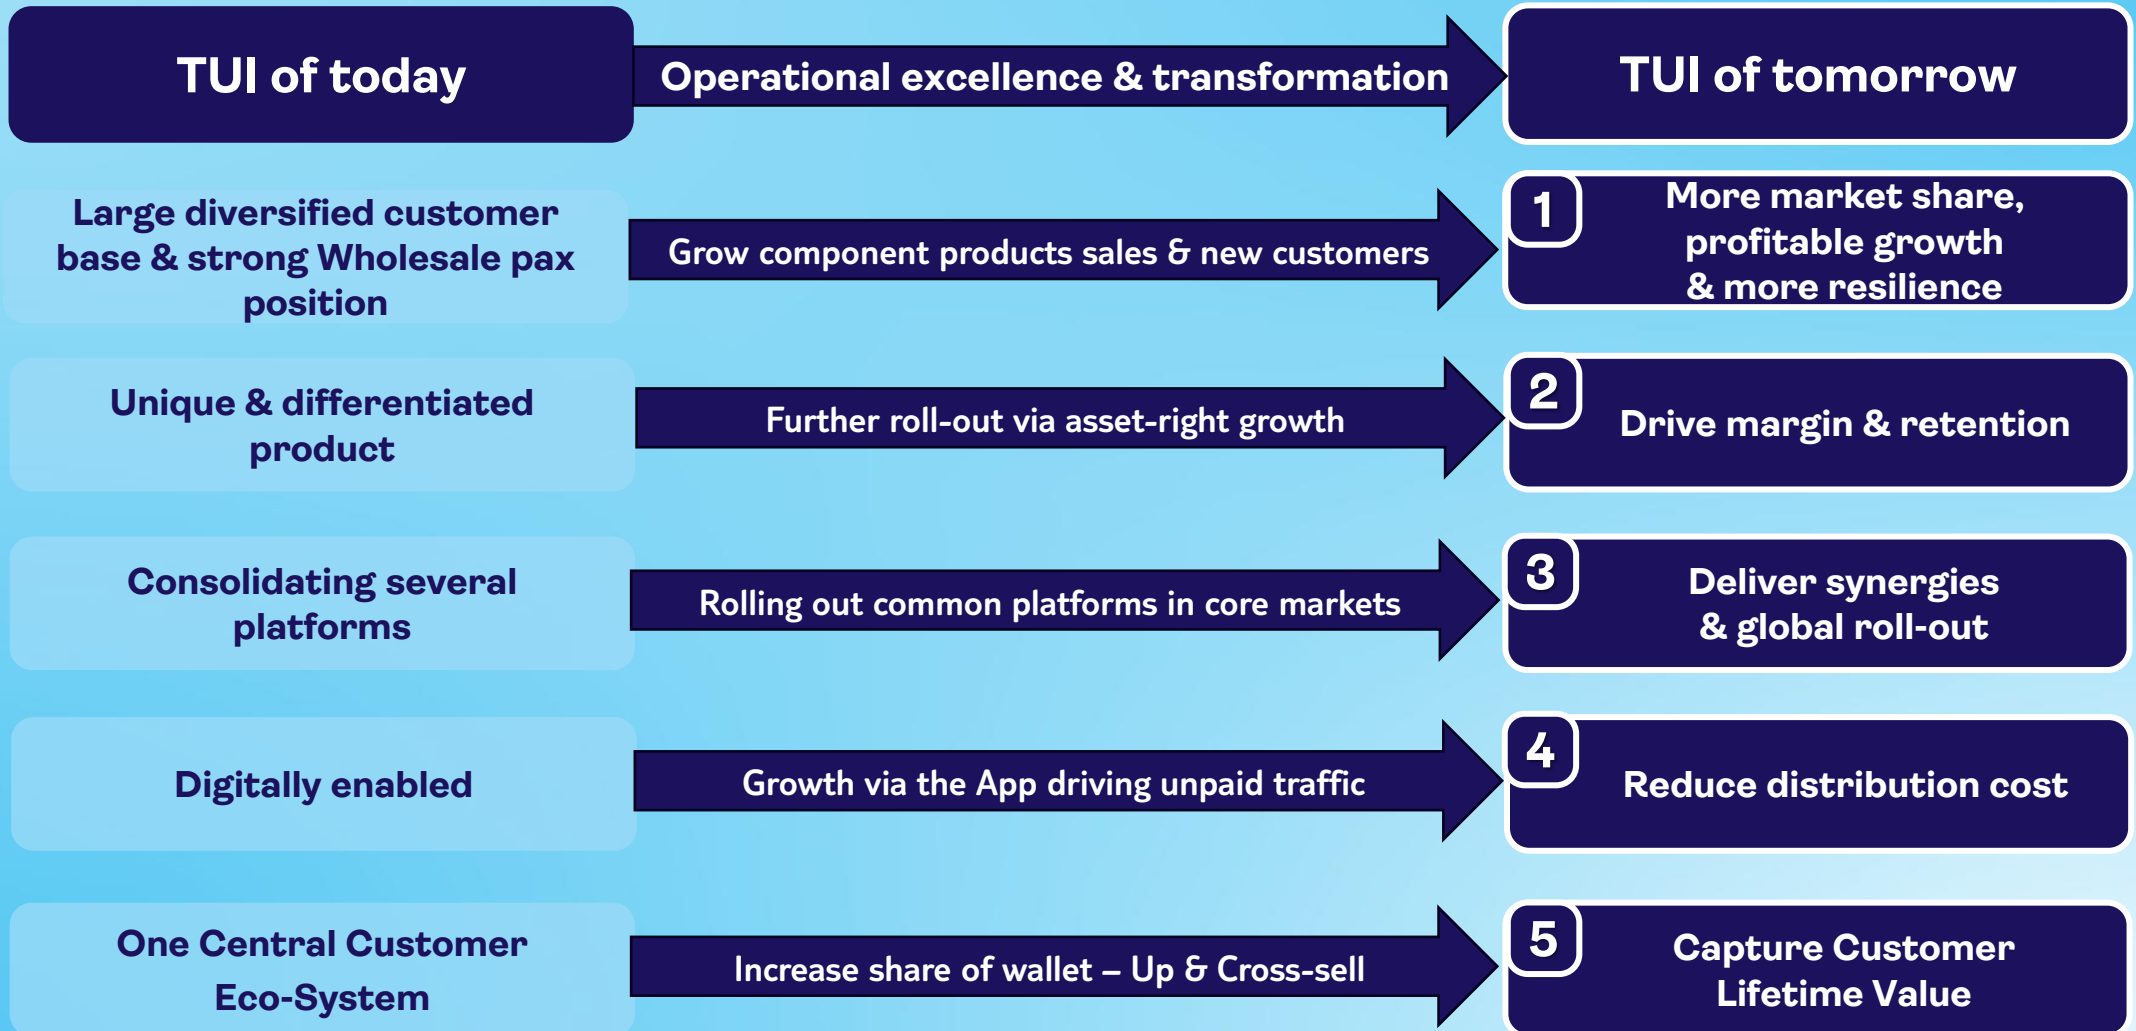 TUI of today
Operational excellence & transformation
TUI of tomorrow
Large diversified customer
base & strong Wholesale pax
position
Grow component products sales & new customers
1
More market share,
profitable growth
& more resilience
Unique & differentiated
product
Further roll-out via asset-right growth
2
Drive margin & retention
Consolidating several
platforms
Rolling out common platforms in core markets
3
Deliver synergies
& global roll-out
Digitally enabled
Growth via the App driving unpaid traffic
4
Reduce distribution cost
One Central Customer
Eco-System
Increase share of wallet – Up & Cross-sell
5
Capture Customer
Lifetime Value